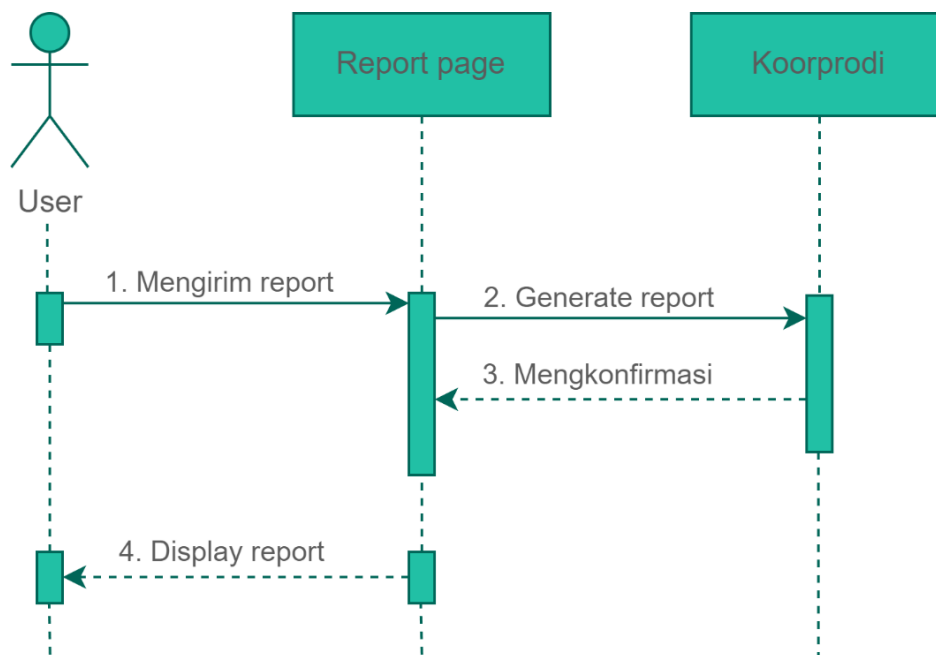 Report page
Koorprodi
User
1. Mengirim report
2. Generate report
3. Mengkonfirmasi
4. Display report